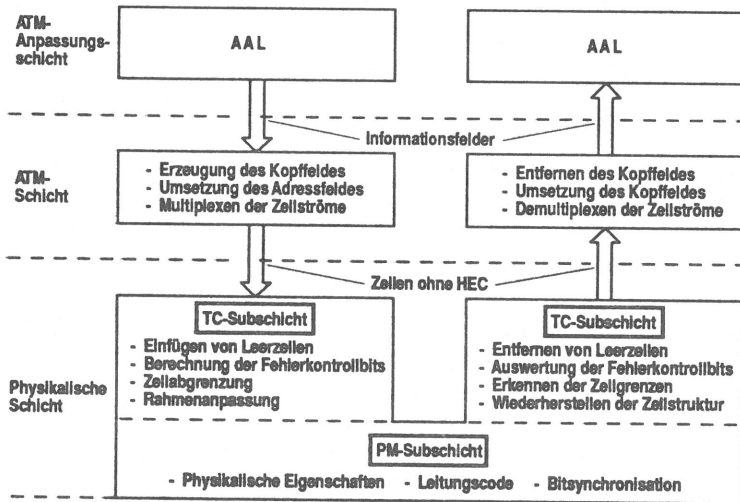 ATM-
Anpassungs-
schicht
AAL
AAL
Informationsfelder
ATM-
Schicht
- Erzeugung des Kopffeldes
- Umsetzung des Adressfeldes
- Multiplexen der Zellströme
- Entfernen des Kopffeldes
- Umsetzung des Kopffeldes
- Demultiplexen der Zellströme
Zellen ohne HEC
Physikalische
Schicht
TC-Subschicht
- Einfügen von Leerzellen
- Berechnung der Fehlerkontrollbits
- Zellabgrenzung
- Rahmenanpassung
TC-Subschicht
- Entfernen von Leerzellen
- Auswertung der Fehlerkontrollbits
- Erkennen der Zellgrenzen
- Wiederherstellen der Zellstruktur
PM-Subschicht
- Physikalische Eigenschaften - Leitungscode - Bitsynchronisation